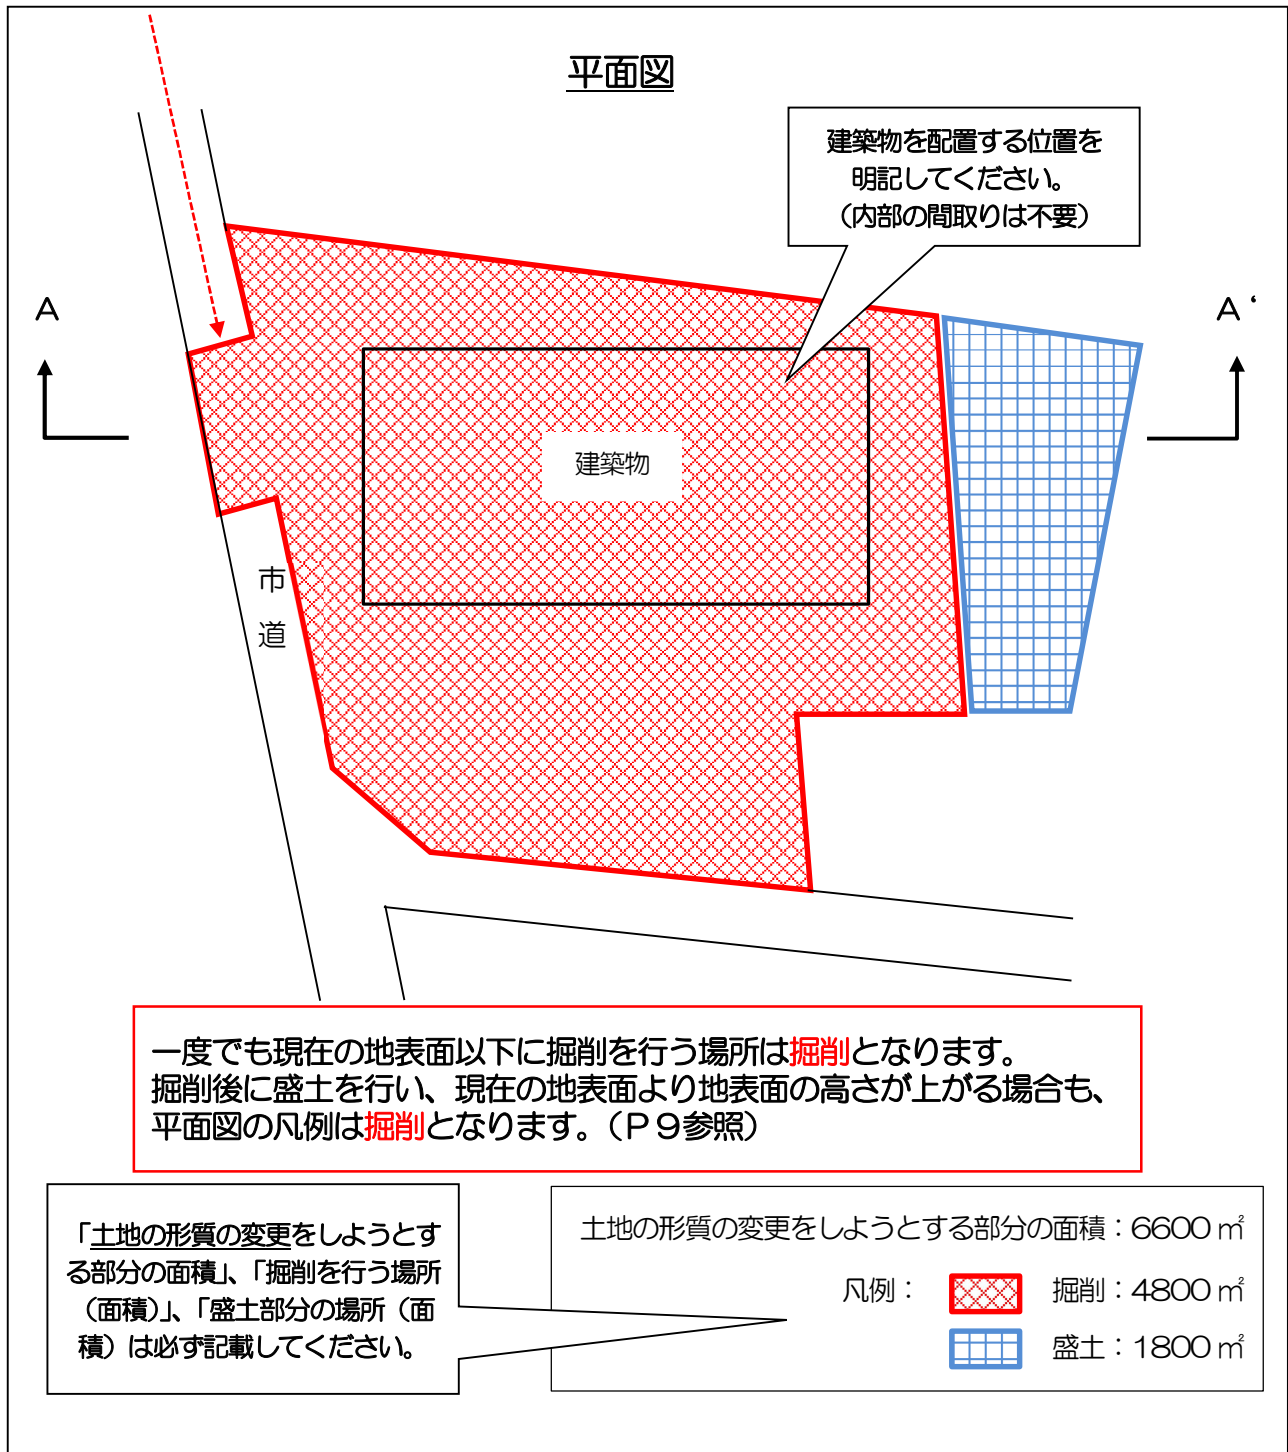 平面図
建築物を配置する位置を
明記してください。
（内部の間取りは不要）
A
A‘
建築物
市
道
一度でも現在の地表面以下に掘削を行う場所は掘削となります。
掘削後に盛土を行い、現在の地表面より地表面の高さが上がる場合も、
平面図の凡例は掘削となります。（P9参照）
「土地の形質の変更をしようとす
る部分の面積」、「掘削を行う場所
（面積）」、「盛土部分の場所（面
積）は必ず記載してください。
土地の形質の変更をしようとする部分の面積：6600㎡
凡例： 掘削：4800㎡
盛土：1800㎡